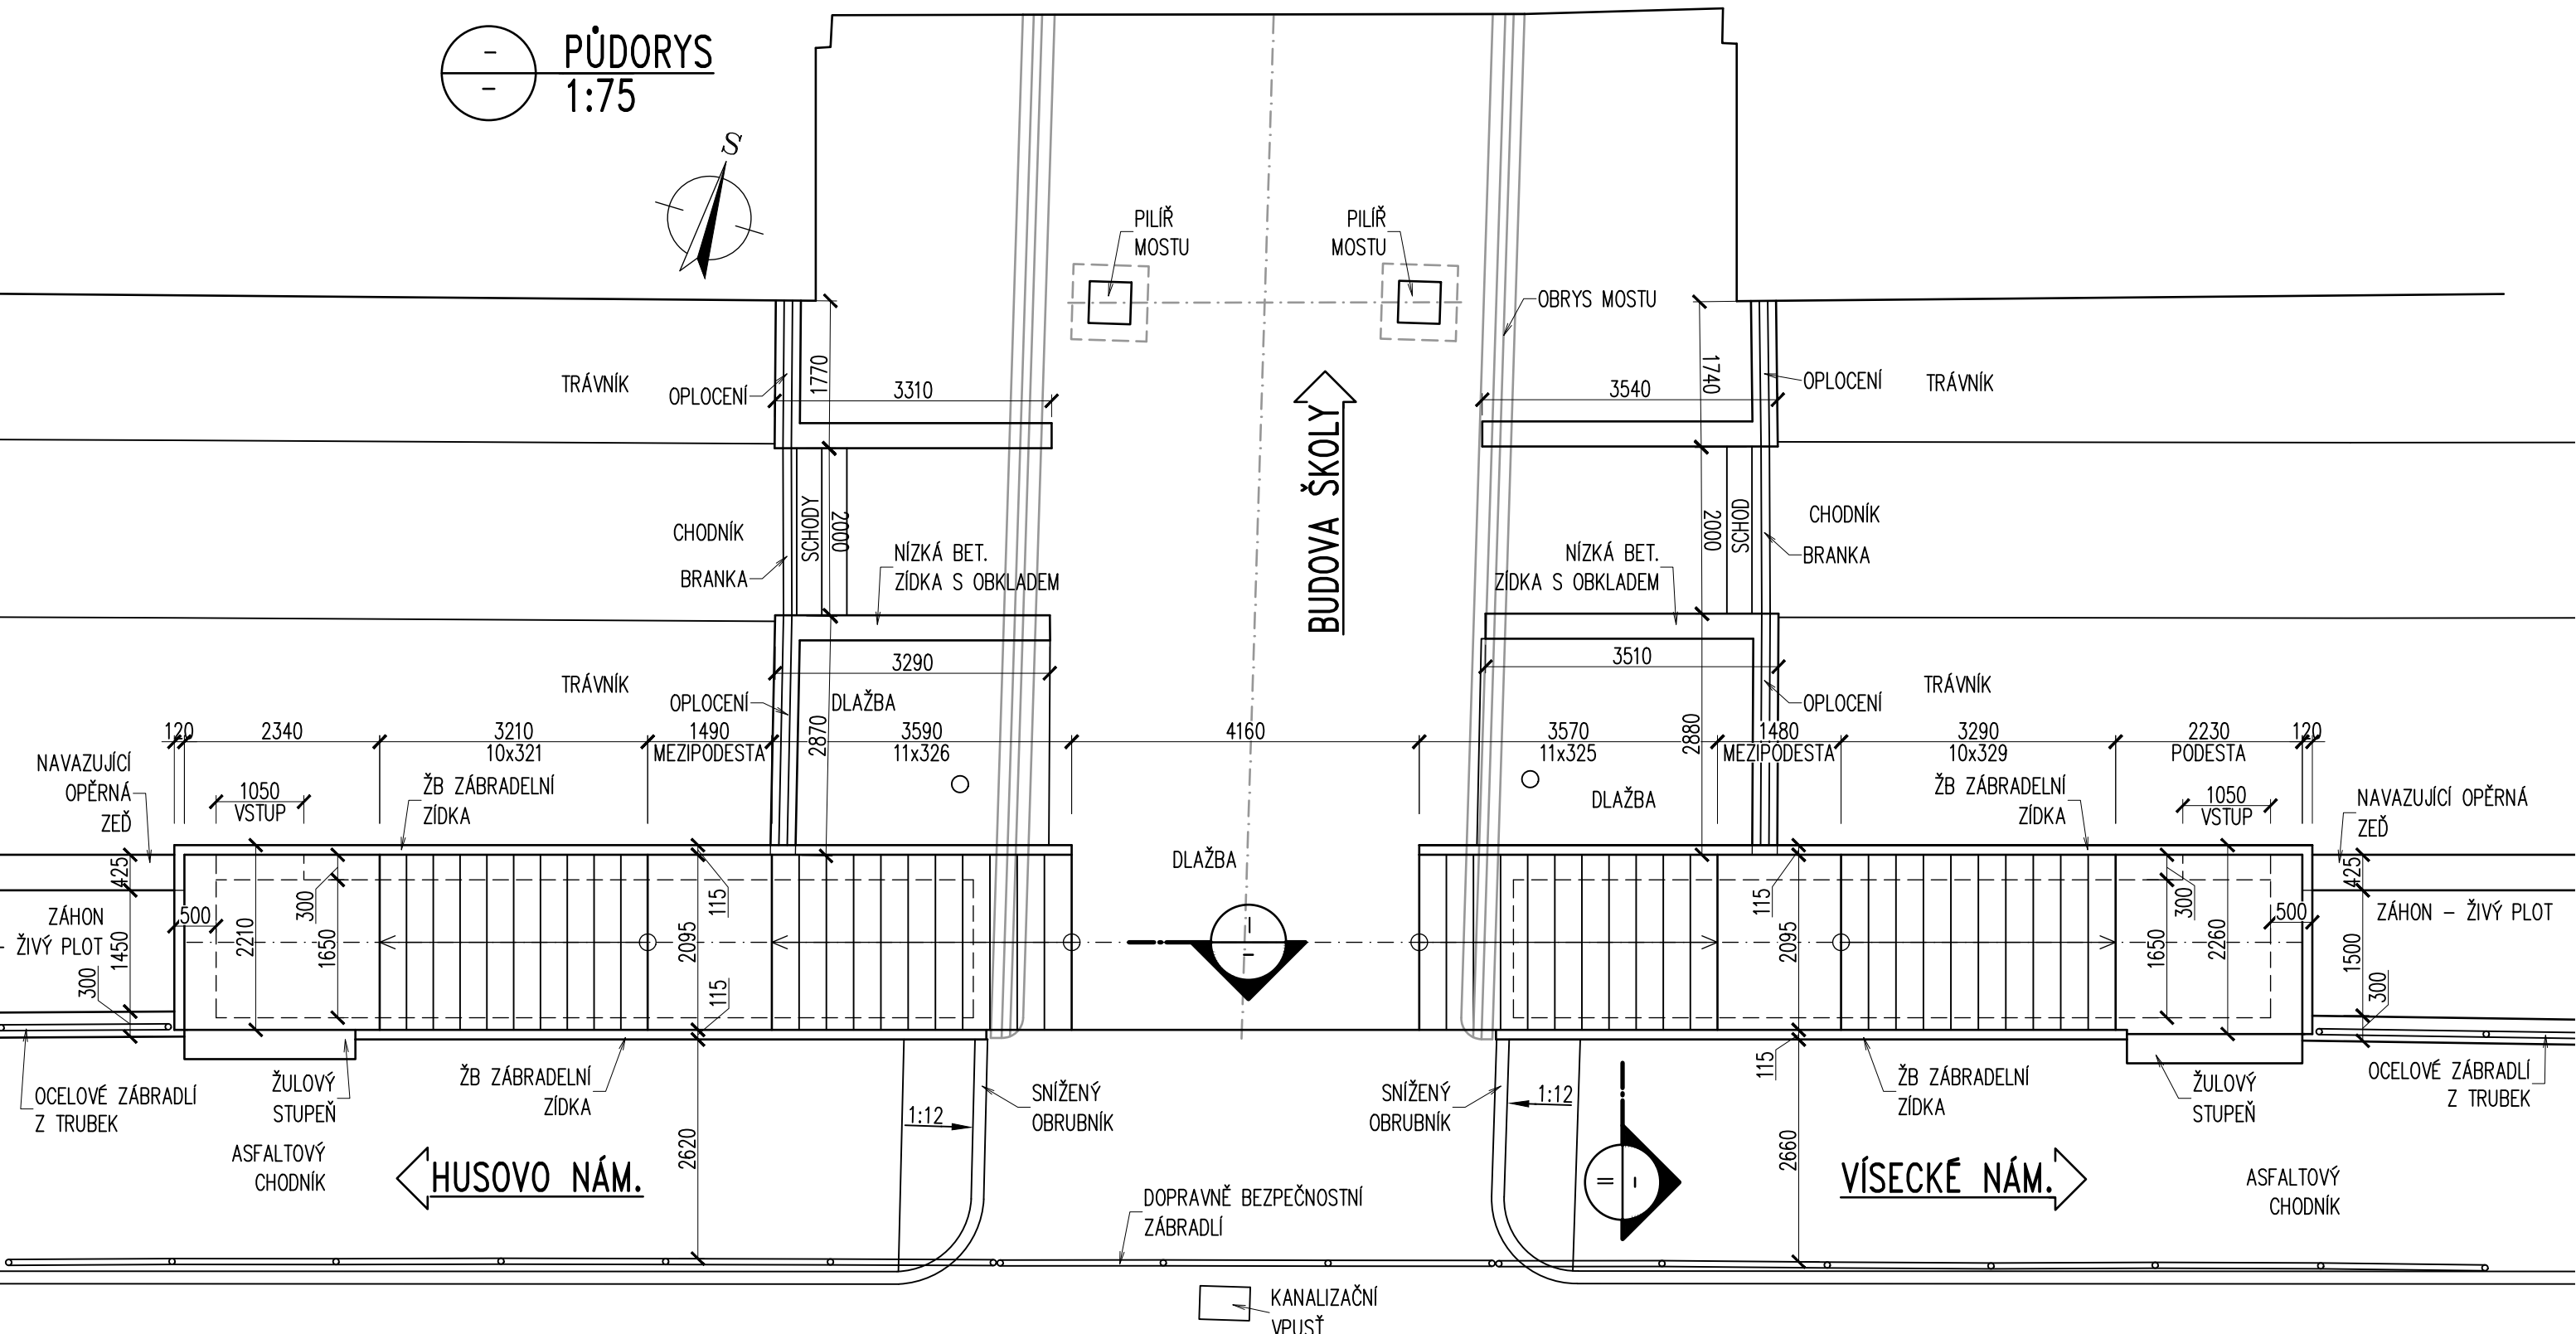 PŮDORYS
1:75
S
PILÍŘ
MOSTU
PILÍŘ
MOSTU
OBRYS MOSTU
TRÁVNÍK
OPLOCENÍ
1770
3310
3540
1740
OPLOCENÍ
TRÁVNÍK
BUDOVA ŠKOLY
CHODNÍK
BRANKA
SCHODY
2000
NÍZKÁ BET.
ZÍDKA S OBKLADEM
NÍZKÁ BET.
ZÍDKA S OBKLADEM
2000
SCHOD
CHODNÍK
BRANKA
3290
3510
TRÁVNÍK
OPLOCENÍ
DLAŽBA
OPLOCENÍ
TRÁVNÍK
120
2340
3210
10x321
1490
MEZIPODESTA
2870
3590
11x326
4160
3570
11x325
2880
1480
MEZIPODESTA
3290
10x329
2230
PODESTA
120
NAVAZUJÍCÍ
OPĚRNÁ
ZEĎ
1050
VSTUP
ŽB ZÁBRADELNÍ
ZÍDKA
DLAŽBA
DLAŽBA
ŽB ZÁBRADELNÍ
ZÍDKA
1050
VSTUP
NAVAZUJÍCÍ OPĚRNÁ
ZEĎ
425
ZÁHON
- ŽIVÝ PLOT
1450
300
500
2210
300
1650
115
2095
115
115
2095
115
300
1650
2260
500
425
1500
300
ZÁHON – ŽIVÝ PLOT
OCELOVÉ ZÁBRADLÍ
Z TRUBEK
ŽULOVÝ
STUPEŇ
ŽB ZÁBRADELNÍ
ZÍDKA
SNÍŽENÝ
OBRUBNÍK
SNÍŽENÝ
OBRUBNÍK
ŽB ZÁBRADELNÍ
ZÍDKA
ŽULOVÝ
STUPEŇ
OCELOVÉ ZÁBRADLÍ
Z TRUBEK
1:12
1:12
ASFALTOVÝ
CHODNÍK
HUSOVO NÁM.
2620
2660
VÍSECKÉ NÁM.
ASFALTOVÝ
CHODNÍK
DOPRAVNĚ BEZPEČNOSTNÍ
ZÁBRADLÍ
KANALIZAČNÍ
VPUSŤ